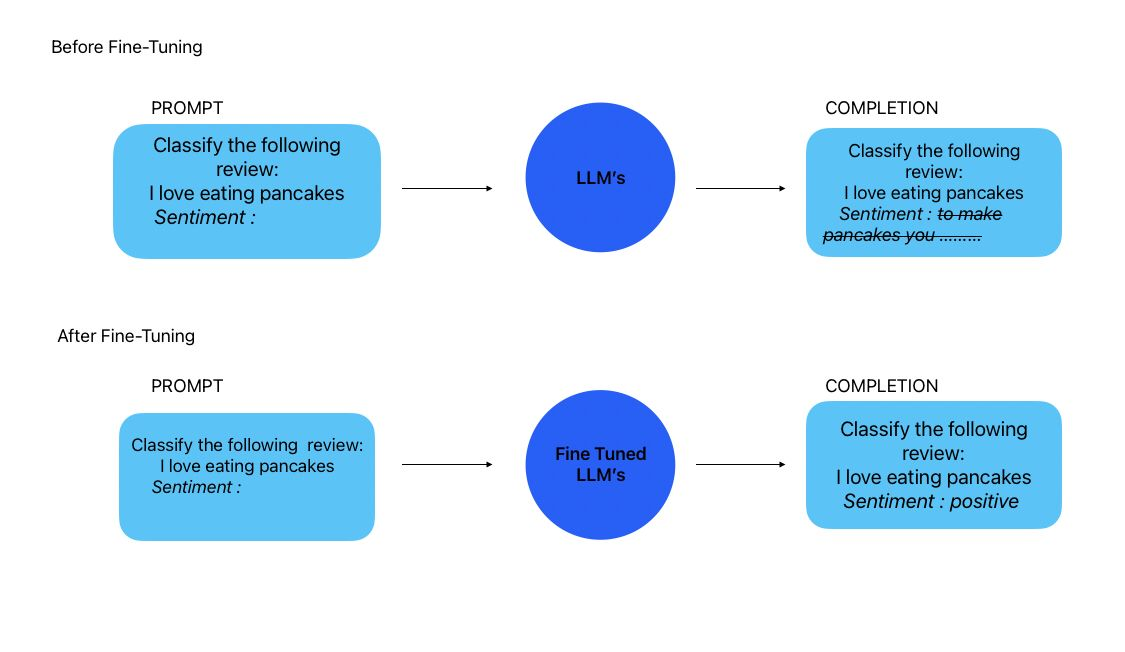 Before Fine-Tuning
PROMPT
Classify the following
review:
I love eating pancakes
Sentiment :
LLM's
COMPLETION
Classify the following
review:
I love eating pancakes
Sentiment : to make
pancakes you .........
After Fine-Tuning
PROMPT
Classify the following  review:
I love eating pancakes
Sentiment :
Fine Tuned
LLM's
COMPLETION
Classify the following
review:
I love eating pancakes
Sentiment : positive